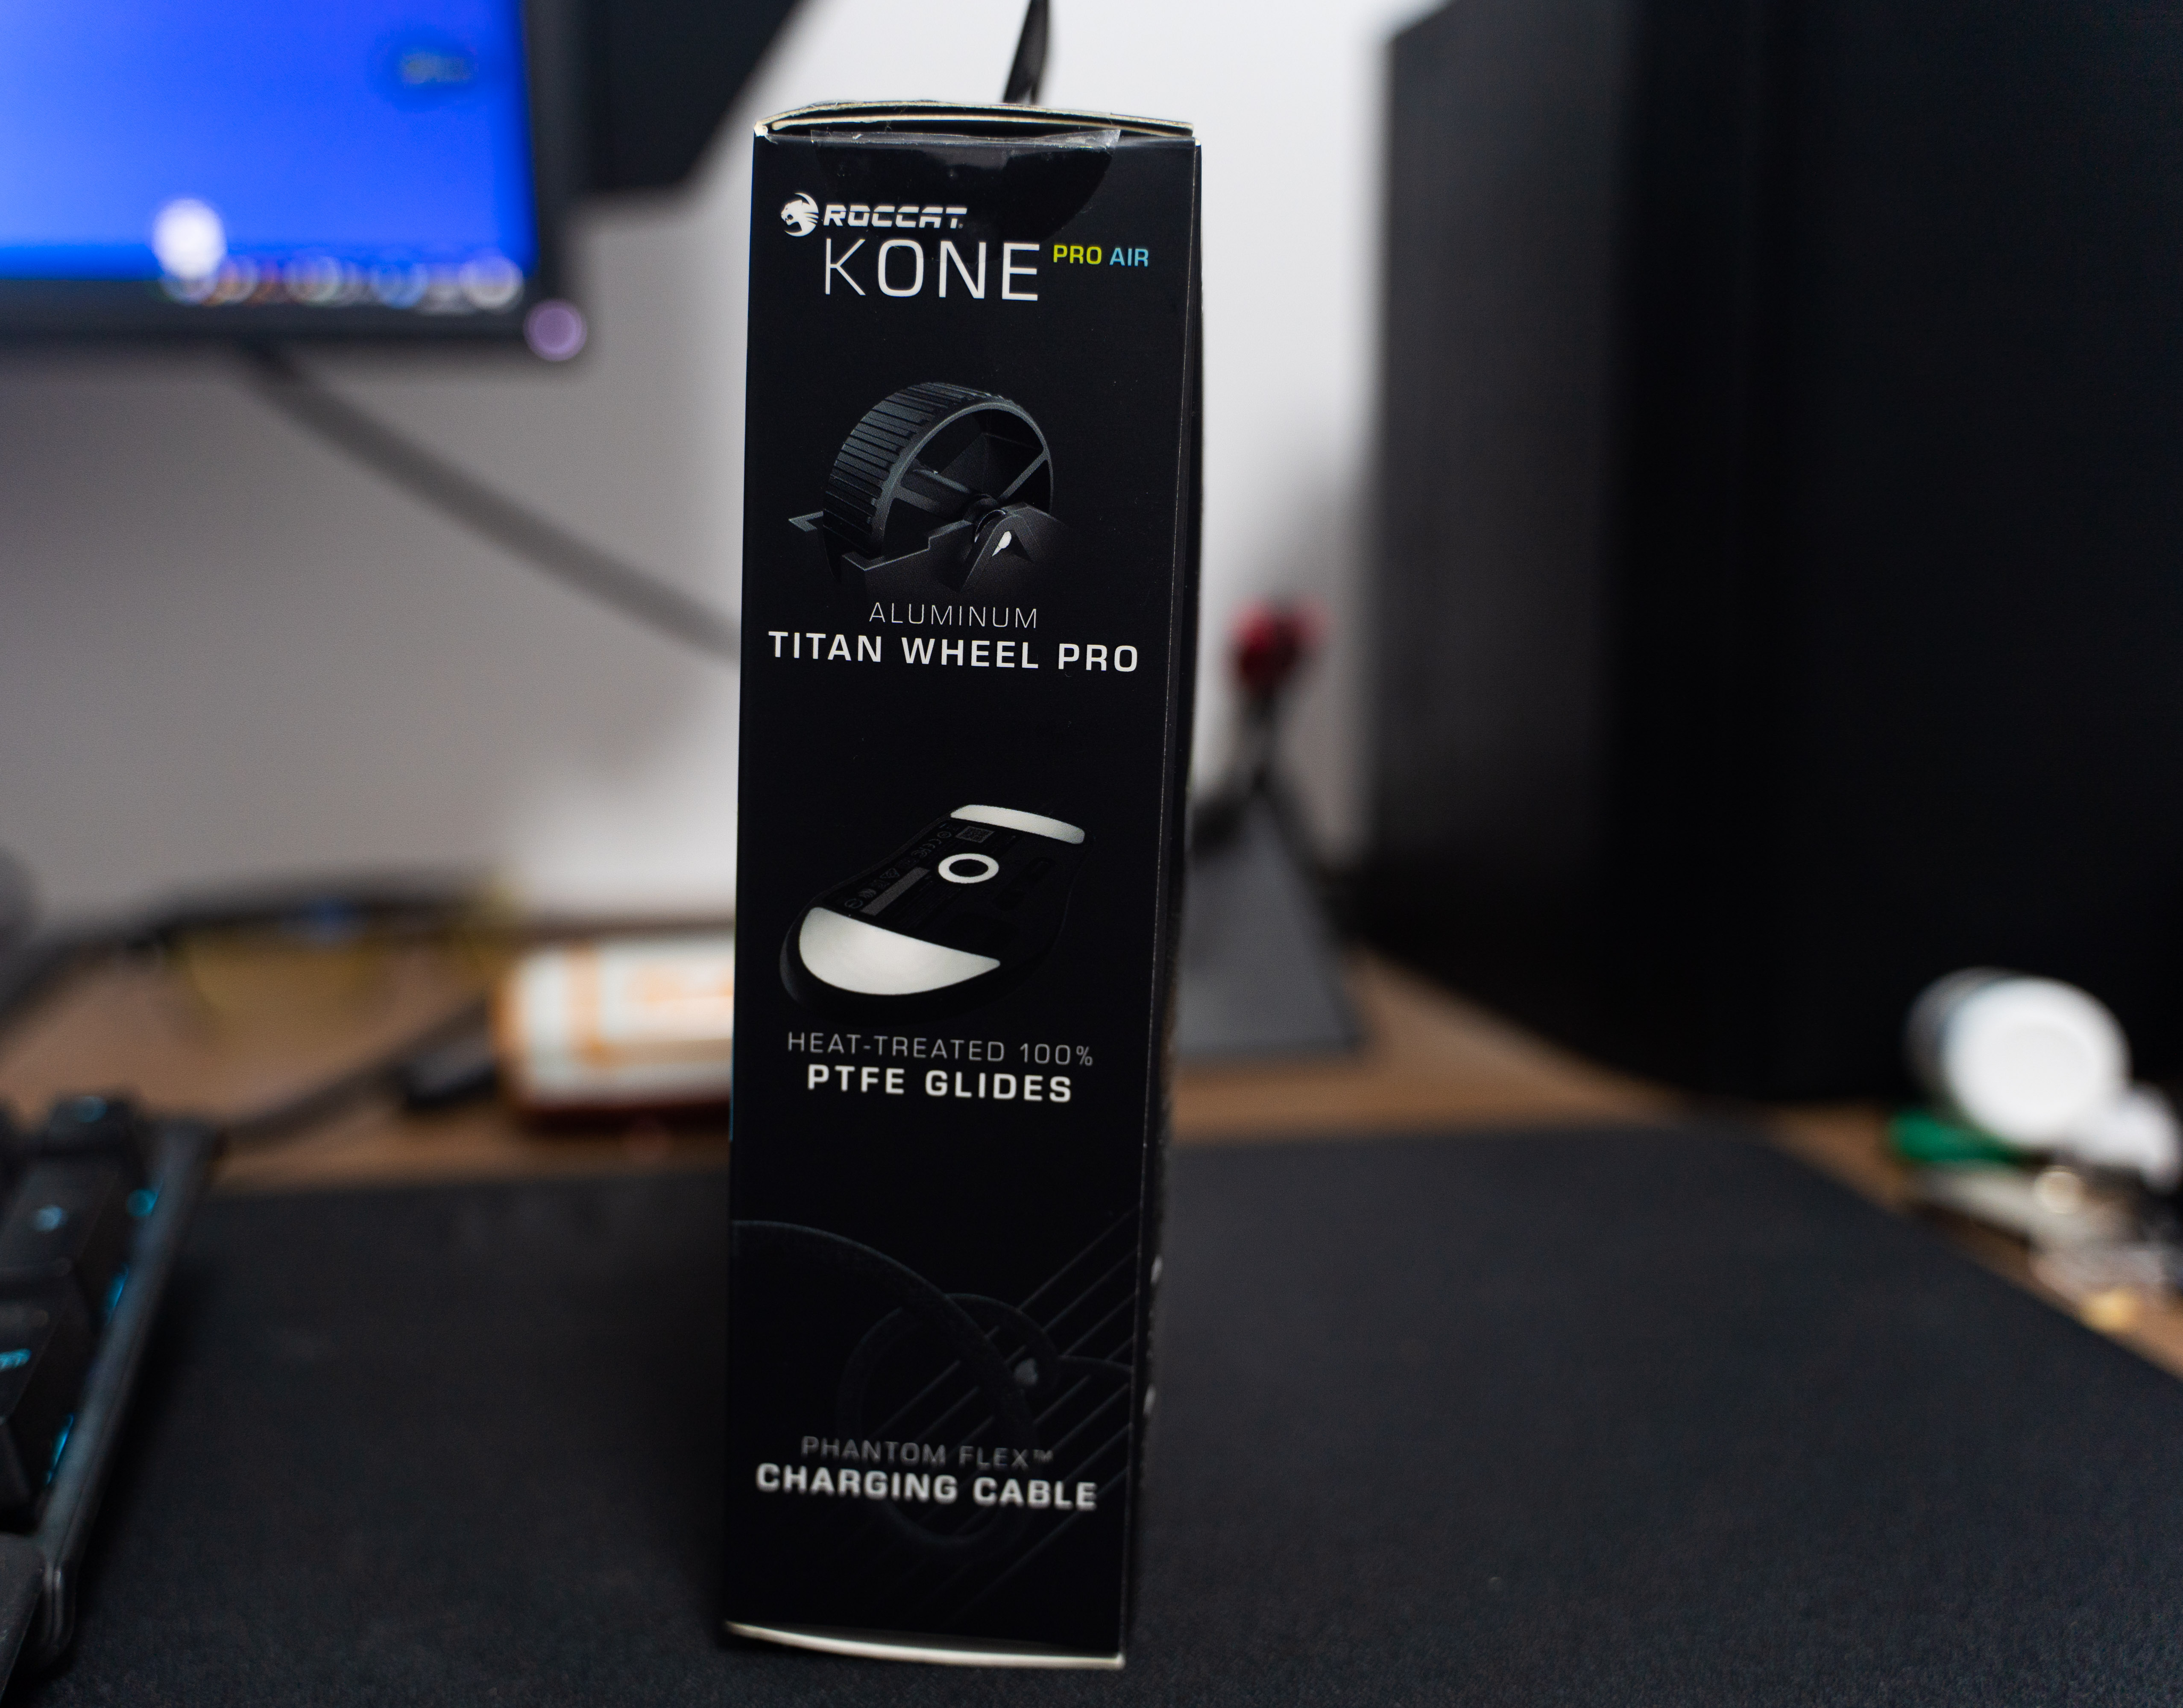 ROCCAT
KONE PRO AIR
ALUMINUM
TITAN WHEEL PRO
HEAT-TREATED 100%
PTFE GLIDES
PHANTOM FLEX™
CHARGING CABLE